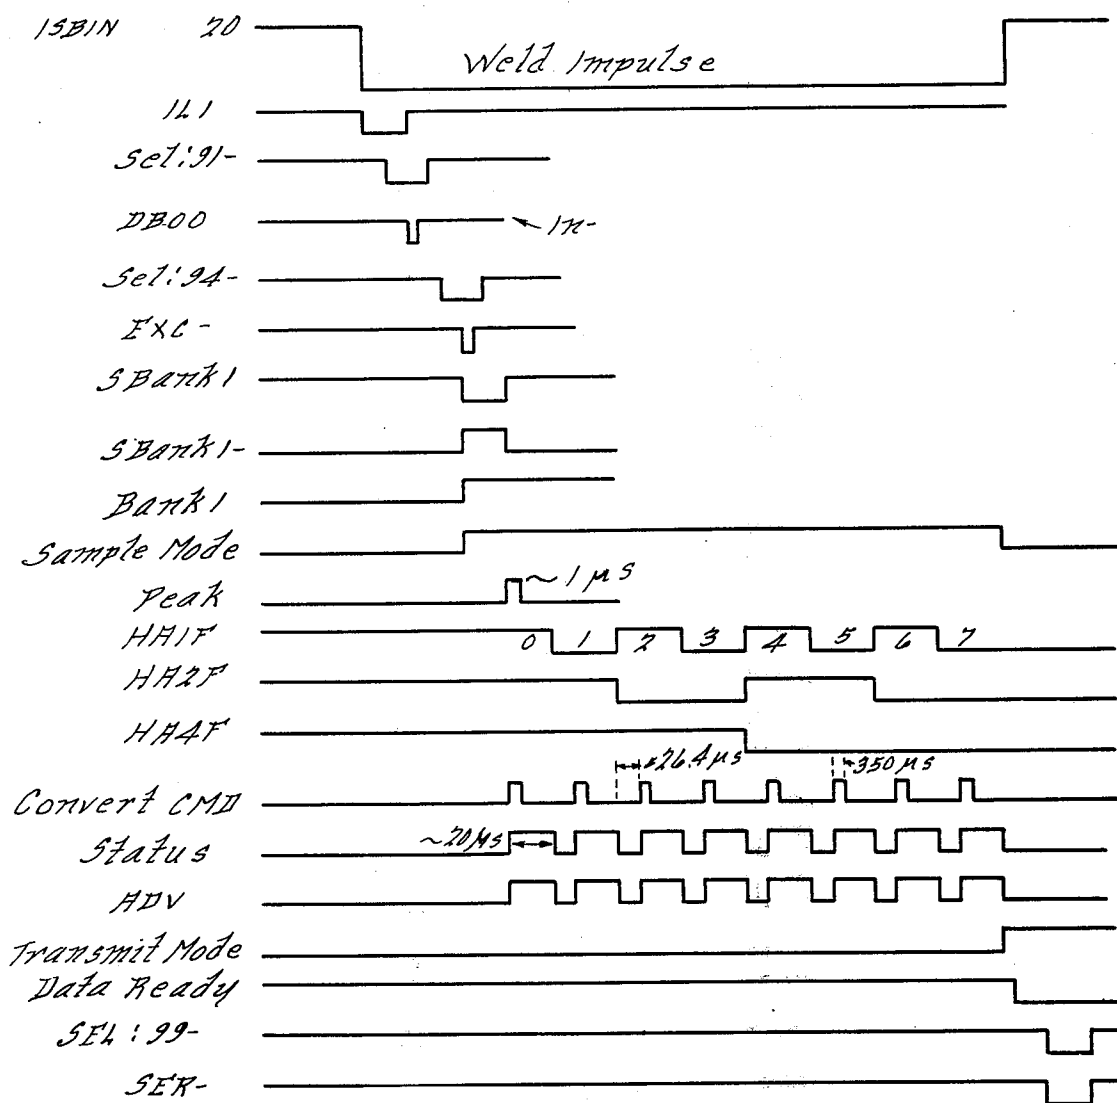 ISBIN 20
Weld Impulse
IL1
Sel:91-
DB00
In-
Sel:94-
EXC-
SBank1
SBank1-
Bank1
Sample Mode
Peak
~1 µs
HA1F
0 1 2 3 4 5 6 7
HA2F
HA4F
26.4µs
350µs
Convert CMD
Status
~20µs
ADV
Transmit Mode
Data Ready
SEL:99-
SER-